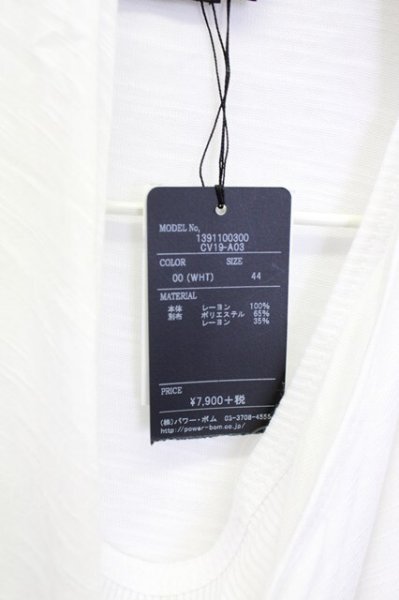 MODEL No,
1391100300
CV19-A03
COLOR SIZE
00 (WHT) 44
MATERIAL
本体 レーヨン 100%
別布 ポリエステル 65%
レーヨン 35%
PRICE
¥7,900+税
(株)パワー・ボム 03-3708-4555
http://power-bom.co.jp/